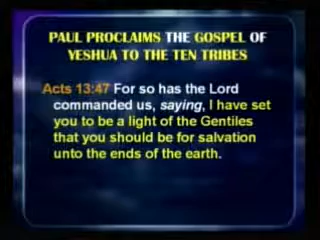 PAUL PROCLAIMS THE GOSPEL OF
YESHUA TO THE TEN TRIBES
Acts 13:47 For so has the Lord
commanded us, saying, I have set
you to be a light of the Gentiles
that you should be for salvation
unto the ends of the earth.